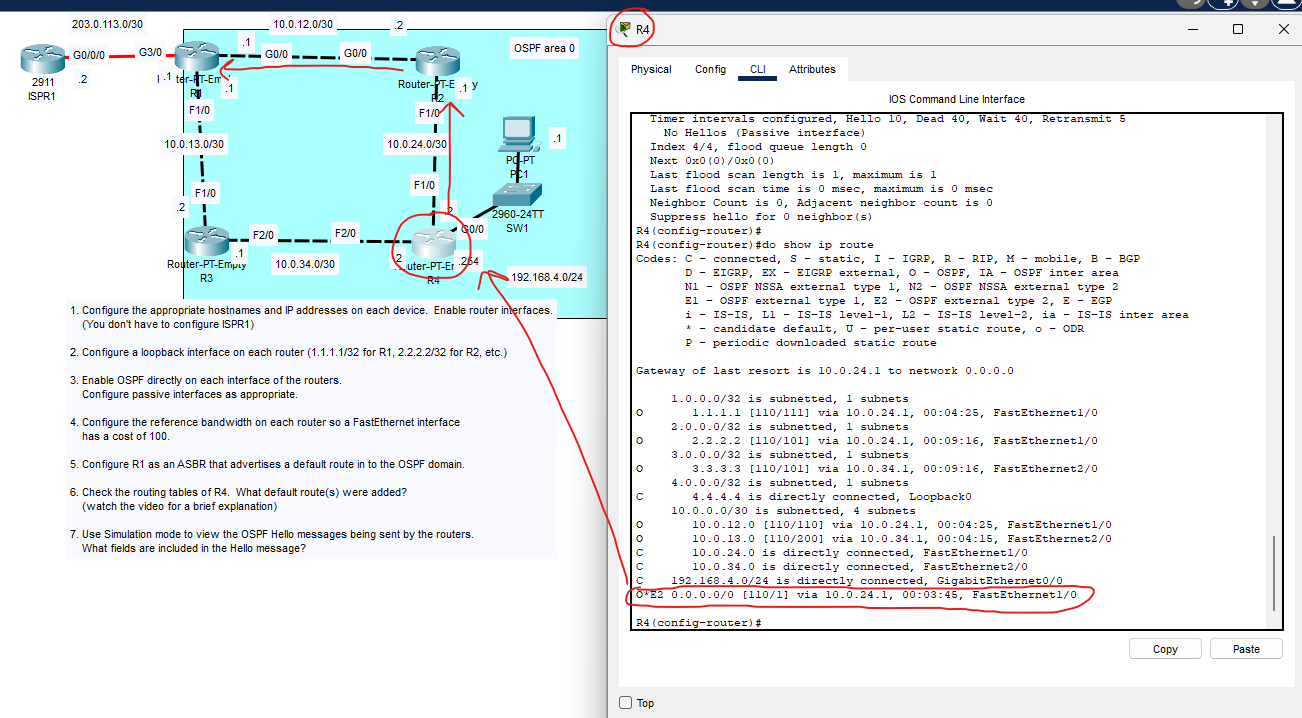 203.0.113.0/30
10.0.12.0/30
.2
R4
.1
OSPF area 0
G0/0/0
G3/0
G0/0
G0/0
2911
.2
.1
ISPR1
R1
.1
Router-PT-E
y
R2
.1
F1/0
F1/0
10.0.13.0/30
10.0.24.0/30
.1
PC-PT
PC1
F1/0
F1/0
.2
.2
2960-24TT
SW1
G0/0
F2/0
F2/0
.1
.2
.254
Router-PT-Empty
R3
10.0.34.0/30
R4
192.168.4.0/24
1. Configure the appropriate hostnames and IP addresses on each device. Enable router interfaces.
(You don't have to configure ISPR1)
2. Configure a loopback interface on each router (1.1.1.1/32 for R1, 2.2.2.2/32 for R2, etc.)
3. Enable OSPF directly on each interface of the routers.
Configure passive interfaces as appropriate.
4. Configure the reference bandwidth on each router so a FastEthernet interface
has a cost of 100.
5. Configure R1 as an ASBR that advertises a default route in to the OSPF domain.
6. Check the routing tables of R4. What default route(s) were added?
(watch the video for a brief explanation)
7. Use Simulation mode to view the OSPF Hello messages being sent by the routers.
What fields are included in the Hello message?
Physical Config CLI Attributes
IOS Command Line Interface
Timer intervals configured, Hello 10, Dead 40, Wait 40, Retransmit 5
No Hellos (Passive interface)
Index 4/4, flood queue length 0
Next 0x0(0)/0x0(0)
Last flood scan length is 1, maximum is 1
Last flood scan time is 0 msec, maximum is 0 msec
Neighbor Count is 0, Adjacent neighbor count is 0
Suppress hello for 0 neighbor(s)
R4(config-router)#
R4(config-router)#do show ip route
Codes: C - connected, S - static, I - IGRP, R - RIP, M - mobile, B - BGP
D - EIGRP, EX - EIGRP external, O - OSPF, IA - OSPF inter area
N1 - OSPF NSSA external type 1, N2 - OSPF NSSA external type 2
E1 - OSPF external type 1, E2 - OSPF external type 2, E - EGP
i - IS-IS, L1 - IS-IS level-1, L2 - IS-IS level-2, ia - IS-IS inter area
* - candidate default, U - per-user static route, o - ODR
P - periodic downloaded static route
Gateway of last resort is 10.0.24.1 to network 0.0.0.0
1.0.0.0/32 is subnetted, 1 subnets
O 1.1.1.1 [110/111] via 10.0.24.1, 00:04:25, FastEthernet1/0
2.0.0.0/32 is subnetted, 1 subnets
O 2.2.2.2 [110/101] via 10.0.24.1, 00:09:16, FastEthernet1/0
3.0.0.0/32 is subnetted, 1 subnets
O 3.3.3.3 [110/101] via 10.0.34.1, 00:09:16, FastEthernet2/0
4.0.0.0/32 is subnetted, 1 subnets
C 4.4.4.4 is directly connected, Loopback0
10.0.0.0/30 is subnetted, 4 subnets
O 10.0.12.0 [110/110] via 10.0.24.1, 00:04:25, FastEthernet1/0
O 10.0.13.0 [110/200] via 10.0.34.1, 00:04:15, FastEthernet2/0
C 10.0.24.0 is directly connected, FastEthernet1/0
C 10.0.34.0 is directly connected, FastEthernet2/0
C 192.168.4.0/24 is directly connected, GigabitEthernet0/0
O*E2 0.0.0.0/0 [110/1] via 10.0.24.1, 00:03:45, FastEthernet1/0
R4(config-router)#
Copy Paste
Top